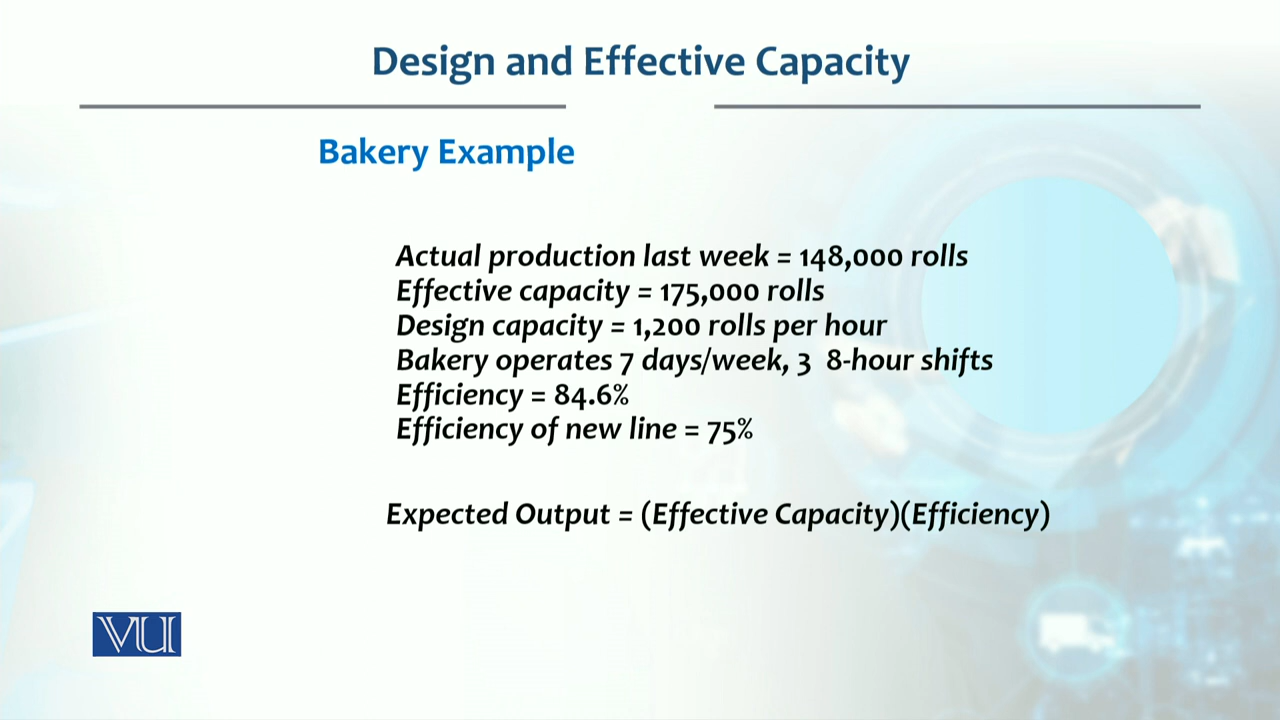 Design and Effective Capacity
Bakery Example
Actual production last week = 148,000 rolls
Effective capacity = 175,000 rolls
Design capacity = 1,200 rolls per hour
Bakery operates 7 days/week, 3 8-hour shifts
Efficiency = 84.6%
Efficiency of new line = 75%
Expected Output = (Effective Capacity)(Efficiency)
VU